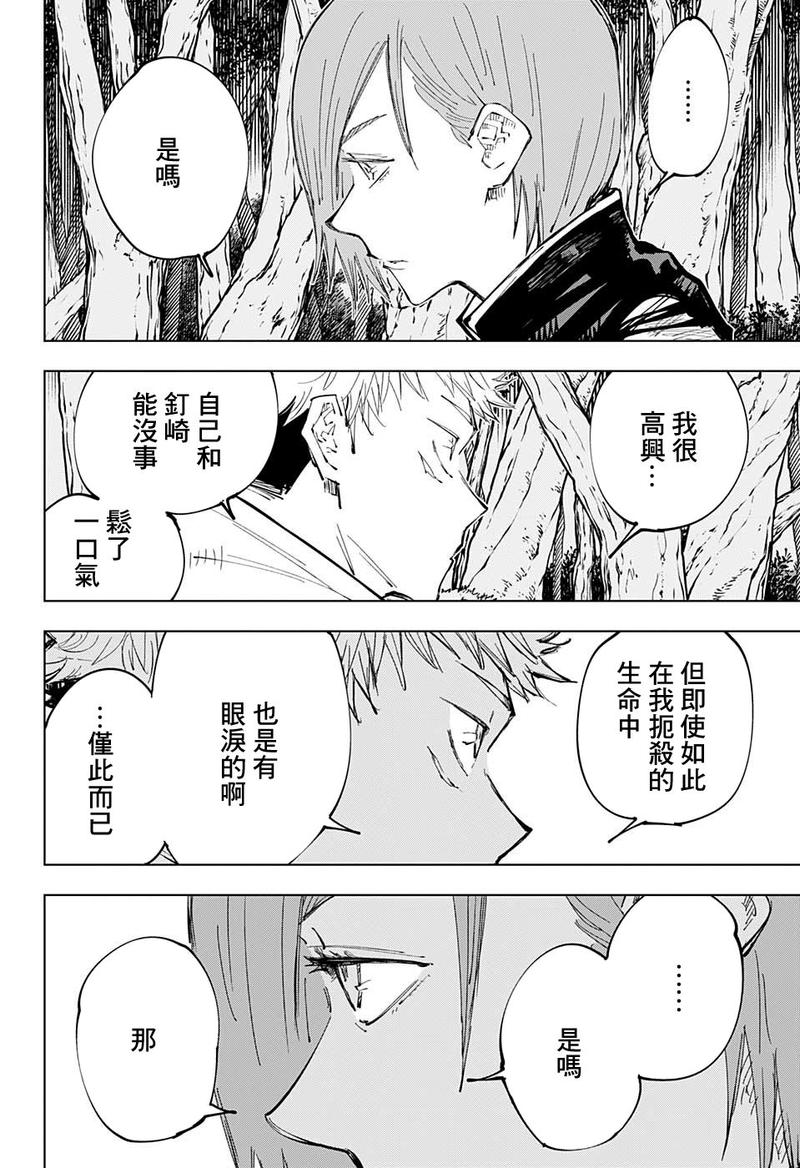 ……
是嗎
我很
高興…
自己和
釘崎
能沒事
鬆了
一口氣
但即使如此
在我扼殺的
生命中
也是有
眼淚的啊
…僅此而已
……
是嗎
那